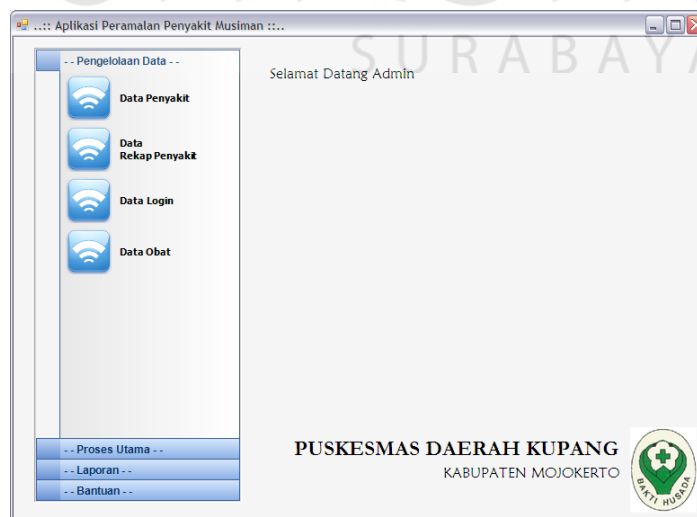 ..:: Aplikasi Peramalan Penyakit Musiman ::..
SURABAYA
- - Pengelolaan Data - -
Selamat Datang Admin
Data Penyakit
Data
Rekap Penyakit
Data Login
Data Obat
- - Proses Utama - -
- - Laporan - -
- - Bantuan - -
PUSKESMAS DAERAH KUPANG
KABUPATEN MOJOKERTO
BAKTI HUSADA